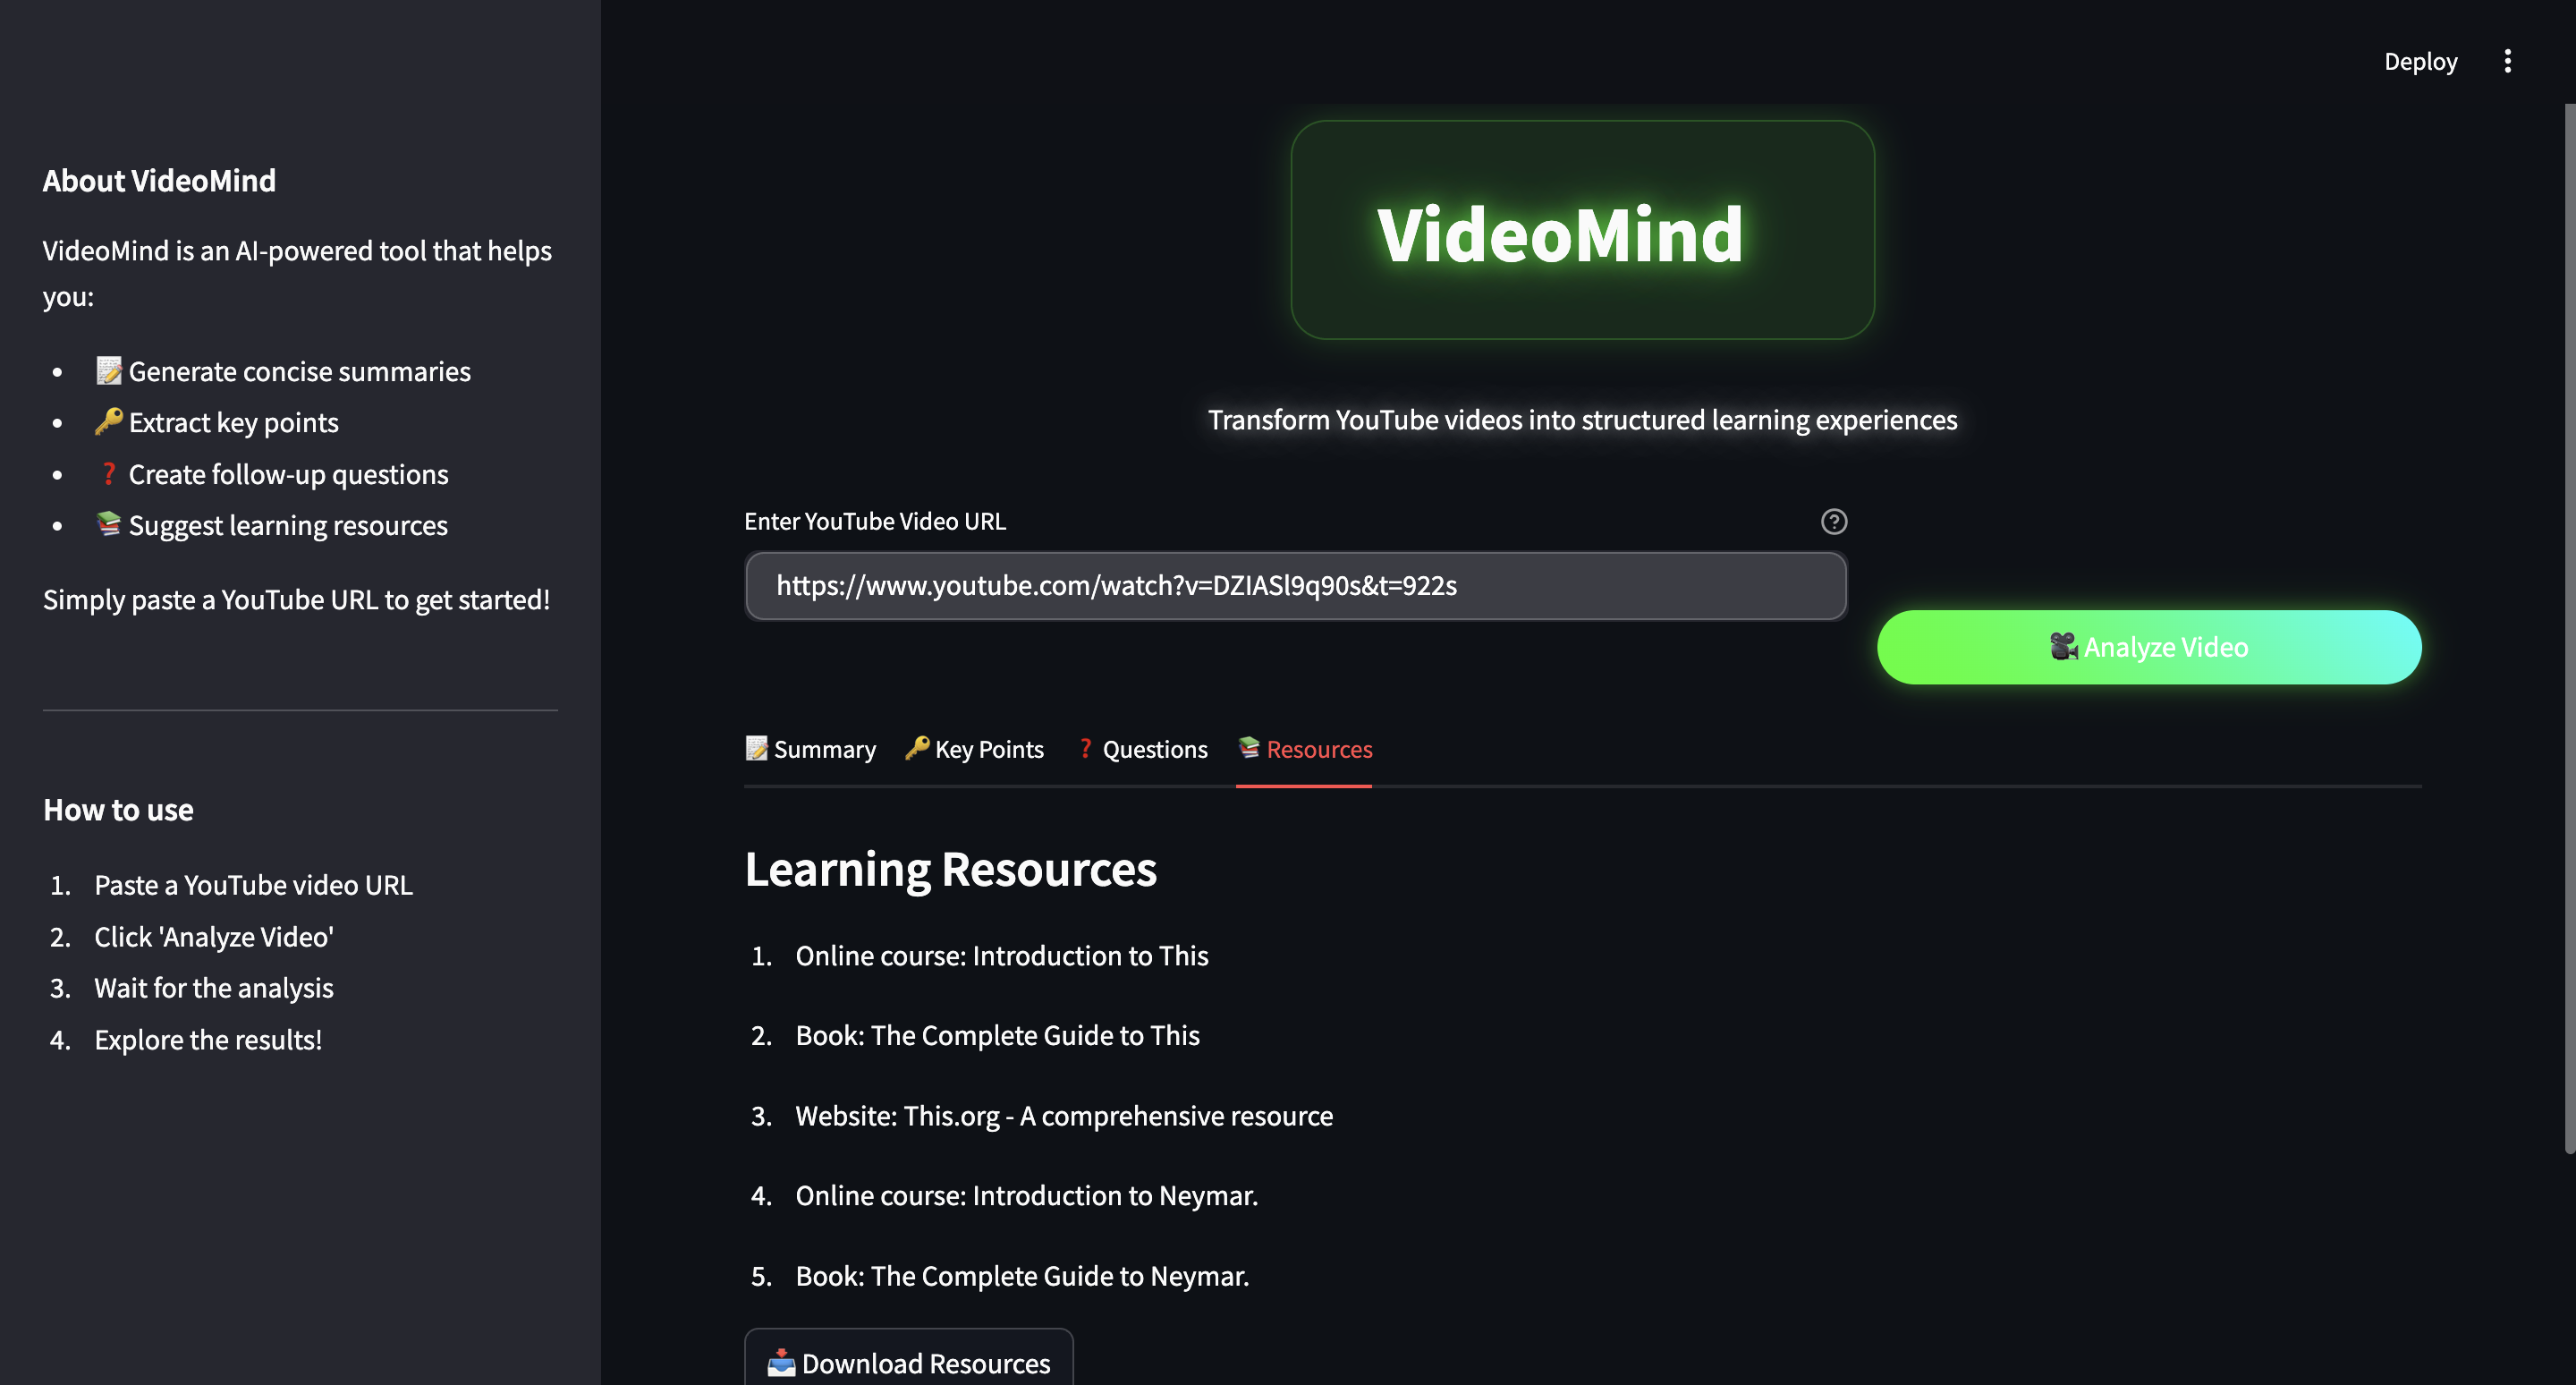 Deploy
About VideoMind
VideoMind is an AI-powered tool that helps
you:
• 📝 Generate concise summaries
• 🔑 Extract key points
• ❓ Create follow-up questions
• 📚 Suggest learning resources
Simply paste a YouTube URL to get started!
How to use
1. Paste a YouTube video URL
2. Click 'Analyze Video'
3. Wait for the analysis
4. Explore the results!
VideoMind
Transform YouTube videos into structured learning experiences
Enter YouTube Video URL
https://www.youtube.com/watch?v=DZIASl9q90s&t=922s
🎥 Analyze Video
📝 Summary 🔑 Key Points ❓ Questions 📚 Resources
Learning Resources
1. Online course: Introduction to This
2. Book: The Complete Guide to This
3. Website: This.org - A comprehensive resource
4. Online course: Introduction to Neymar.
5. Book: The Complete Guide to Neymar.
📥 Download Resources